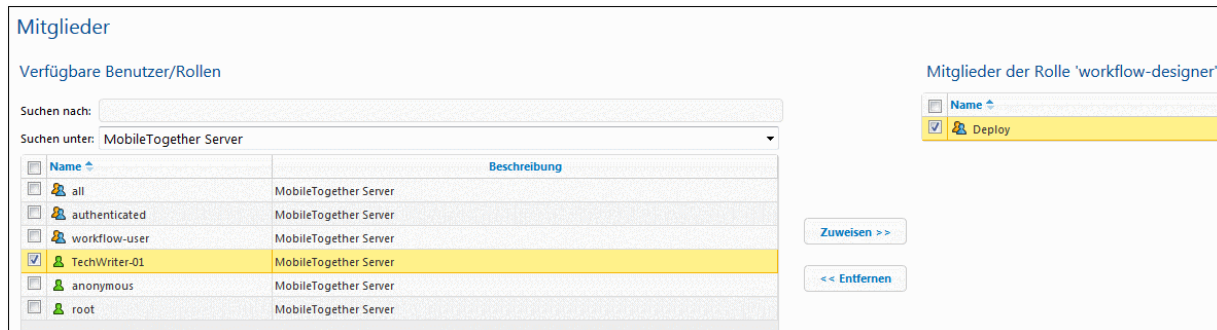 Mitglieder
Verfügbare Benutzer/Rollen
Mitglieder der Rolle 'workflow-designer'
Suchen nach:
Suchen unter: MobileTogether Server
Name Beschreibung
all MobileTogether Server
authenticated MobileTogether Server
workflow-user MobileTogether Server
TechWriter-01 MobileTogether Server
anonymous MobileTogether Server
root MobileTogether Server
Zuweisen >>
<< Entfernen
Name
Deploy